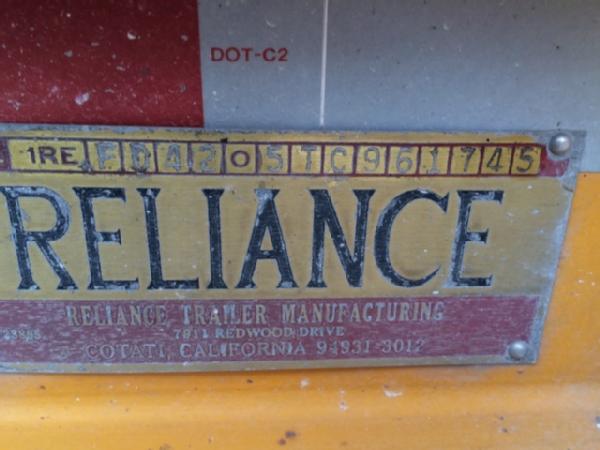 DOT-C2
1RE FD4205TC961745
RELIANCE
RELIANCE TRAILER MANUFACTURING
7911 REDWOOD DRIVE
COTATI, CALIFORNIA 94931-3012